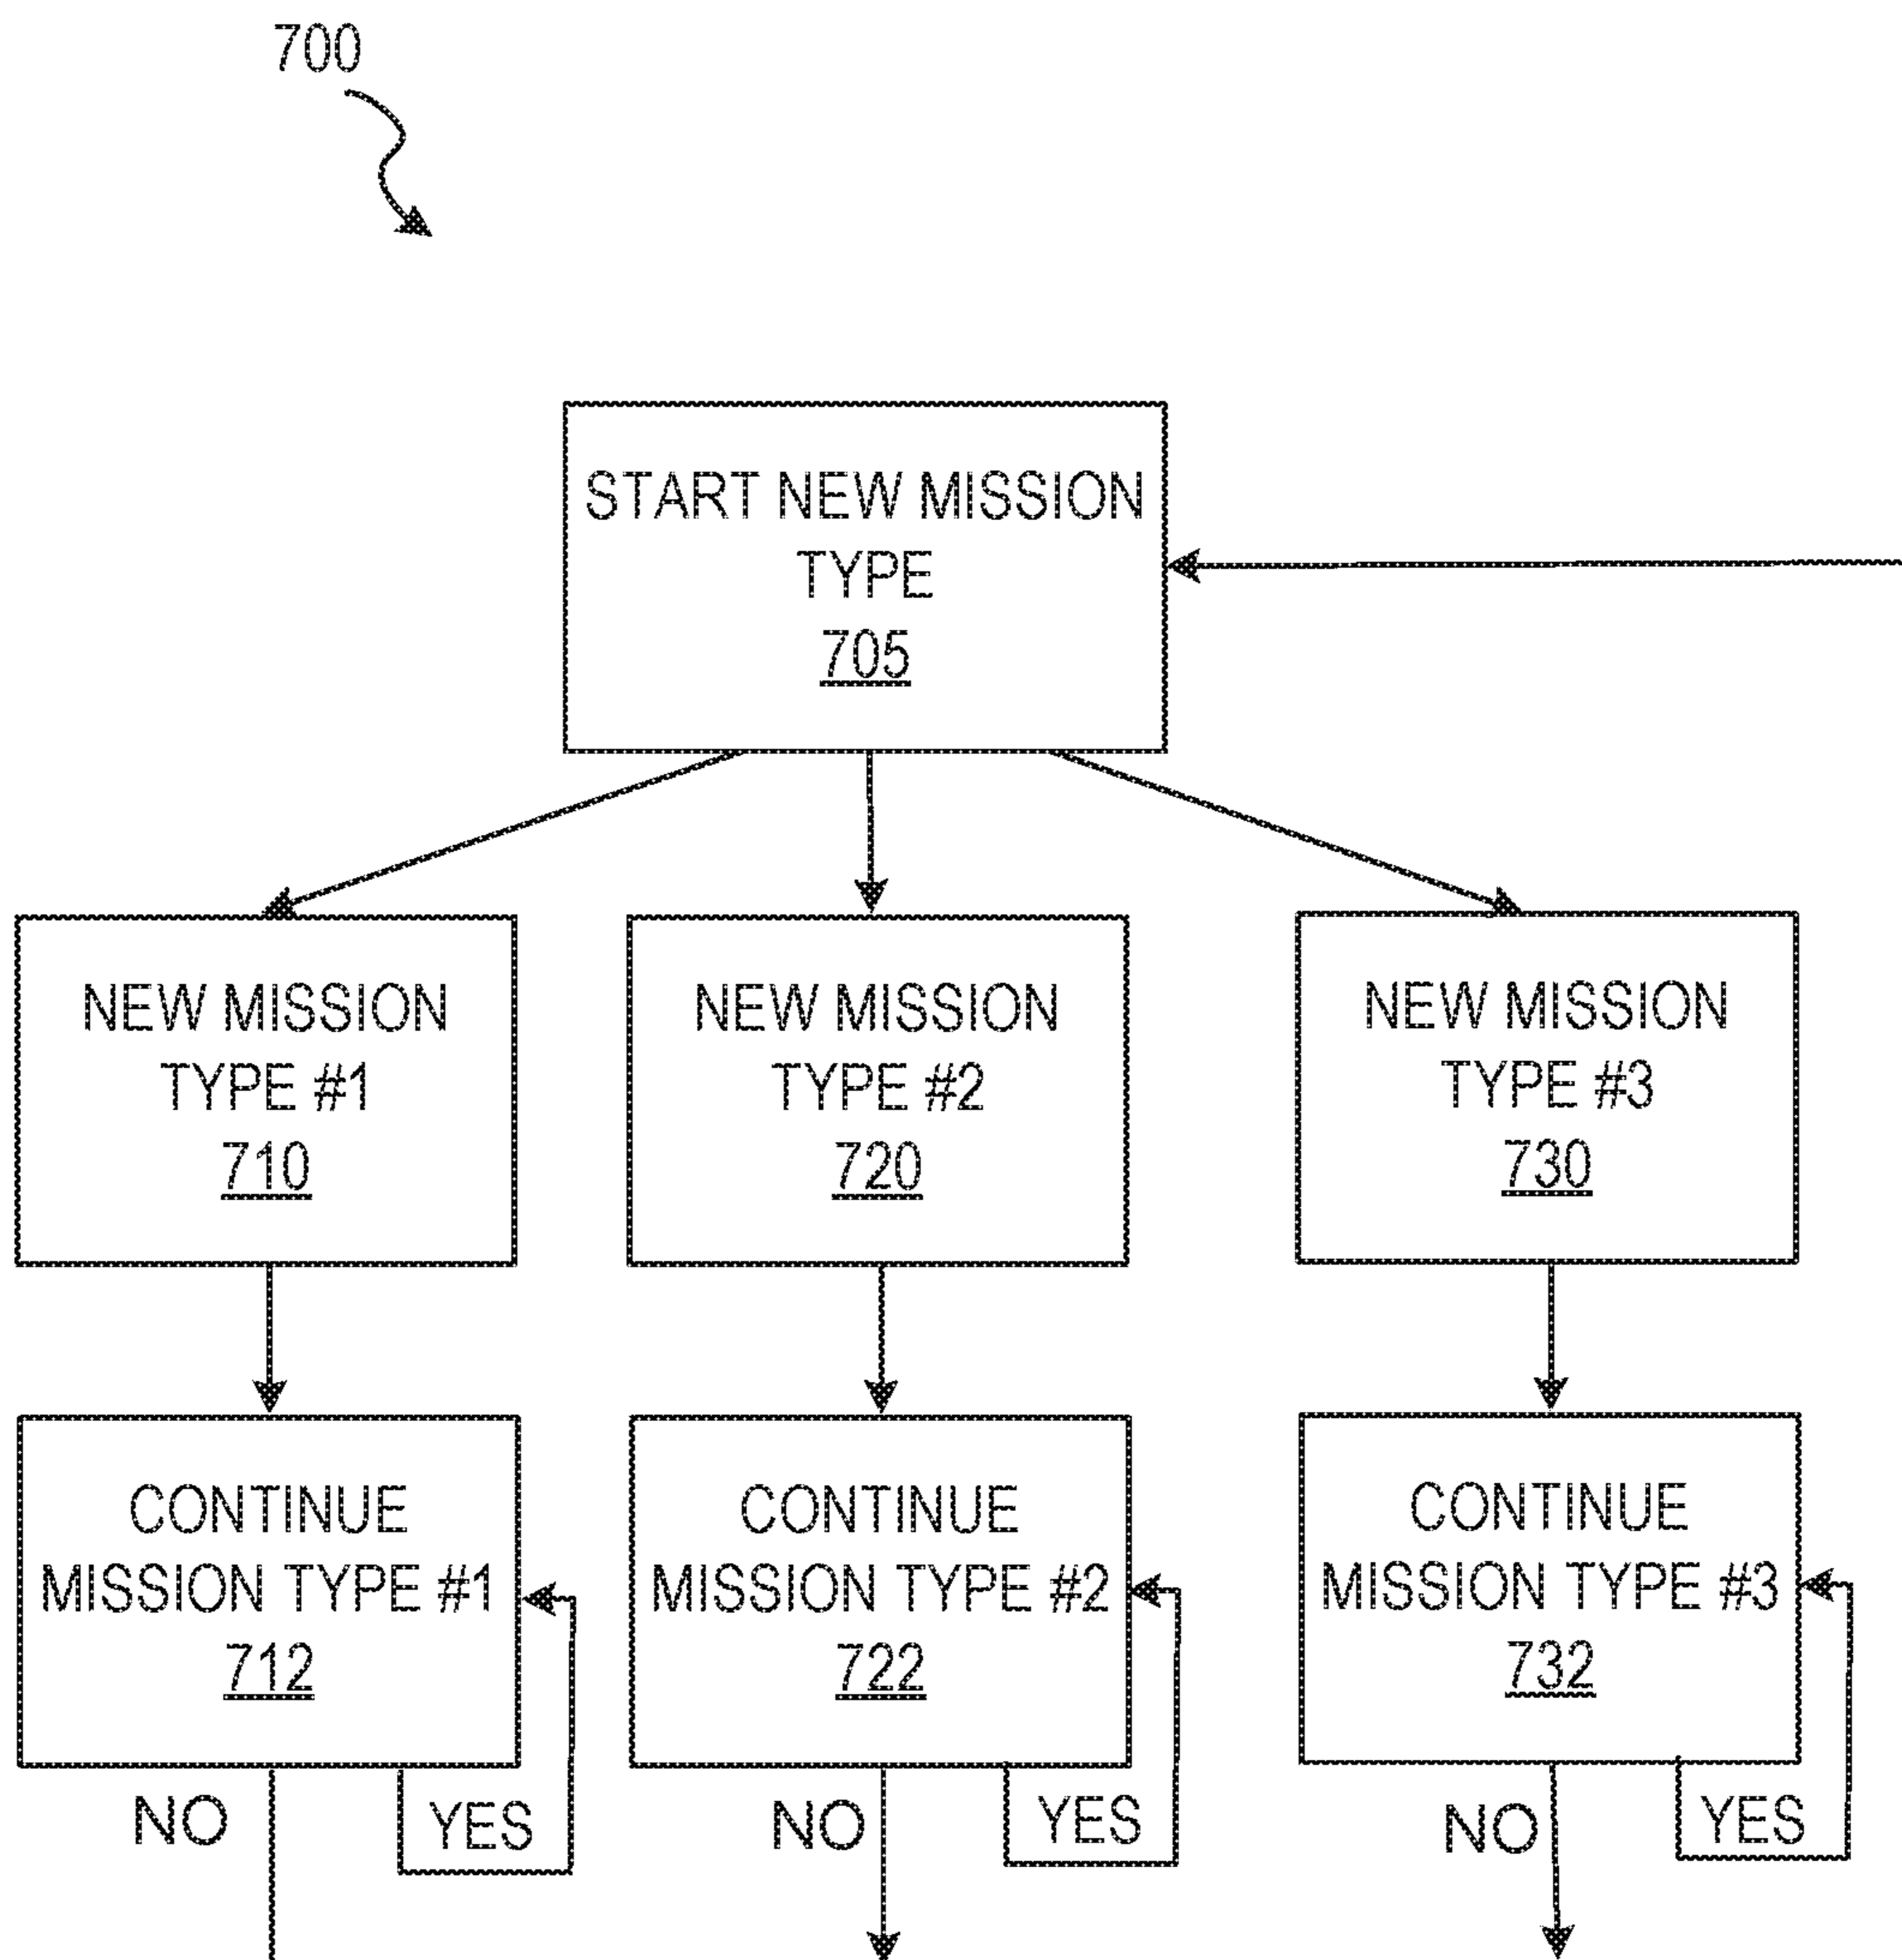 700
START NEW MISSION
TYPE
705
NEW MISSION
TYPE #1
710
NEW MISSION
TYPE #2
720
NEW MISSION
TYPE #3
730
CONTINUE
MISSION TYPE #1
712
CONTINUE
MISSION TYPE #2
722
CONTINUE
MISSION TYPE #3
732
NO
YES
NO
YES
NO
YES